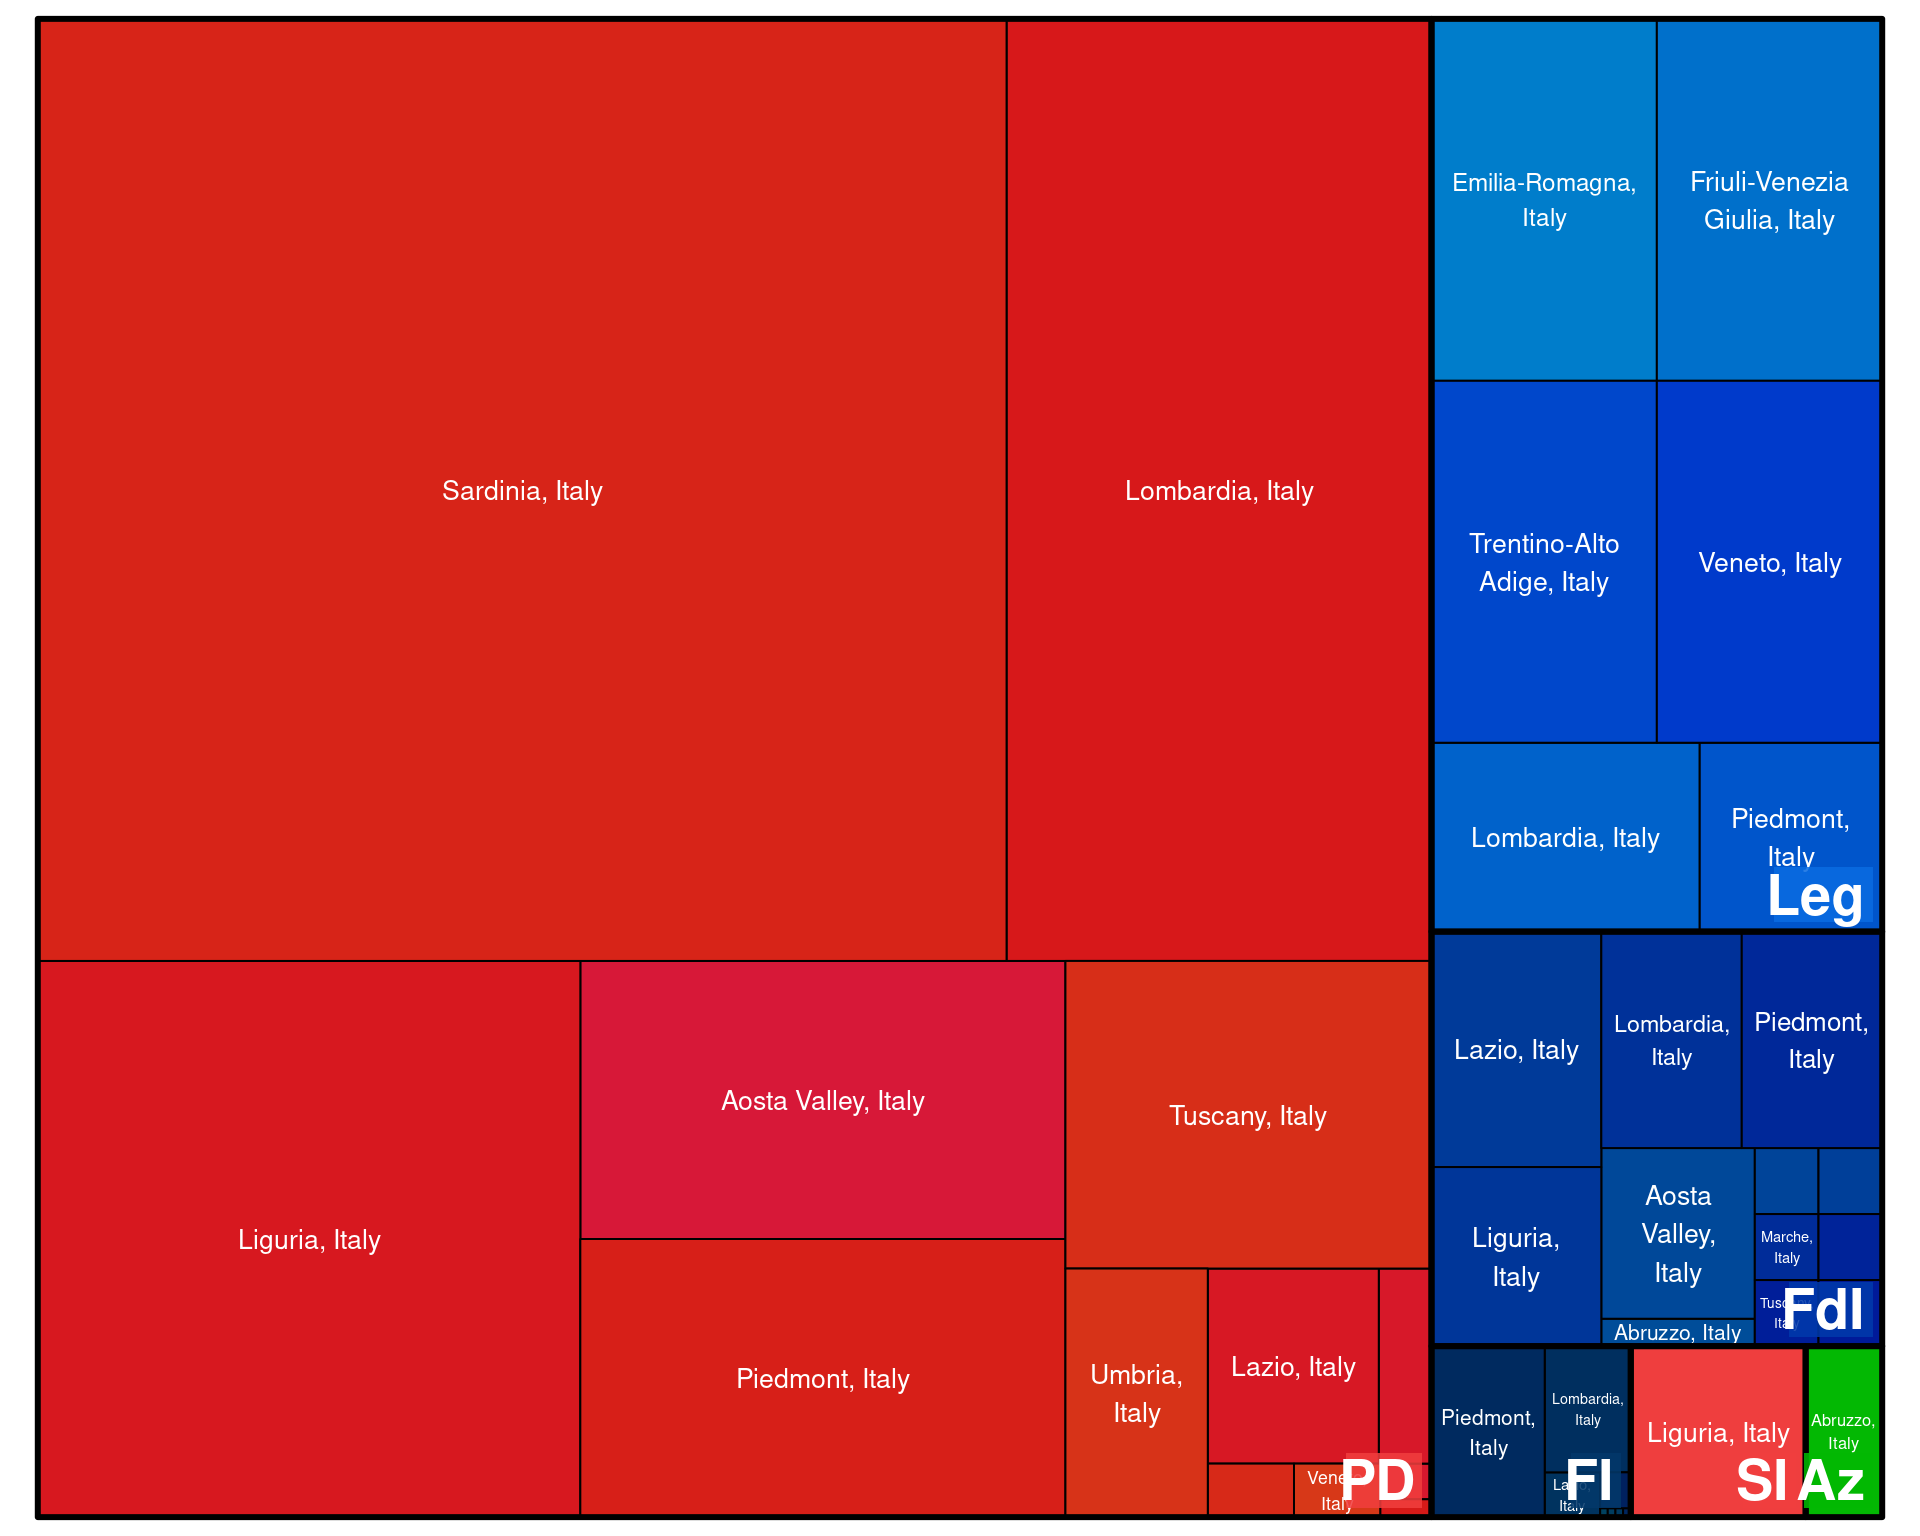 Sardinia, Italy
Lombardia, Italy
Liguria, Italy
Aosta Valley, Italy
Piedmont, Italy
Tuscany, Italy
Umbria,
Italy
Lazio, Italy
Italy
PD
Emilia-Romagna,
Italy
Friuli-Venezia
Giulia, Italy
Trentino-Alto
Adige, Italy
Veneto, Italy
Lombardia, Italy
Piedmont,
Italy
Leg
Lazio, Italy
Lombardia,
Italy
Piedmont,
Italy
Liguria,
Italy
Aosta
Valley,
Italy
Abruzzo, Italy
Marche,
Italy
FdI
Piedmont,
Italy
Lombardia,
Italy
Italy
FI
Liguria, Italy
SI
Abruzzo,
Italy
Az